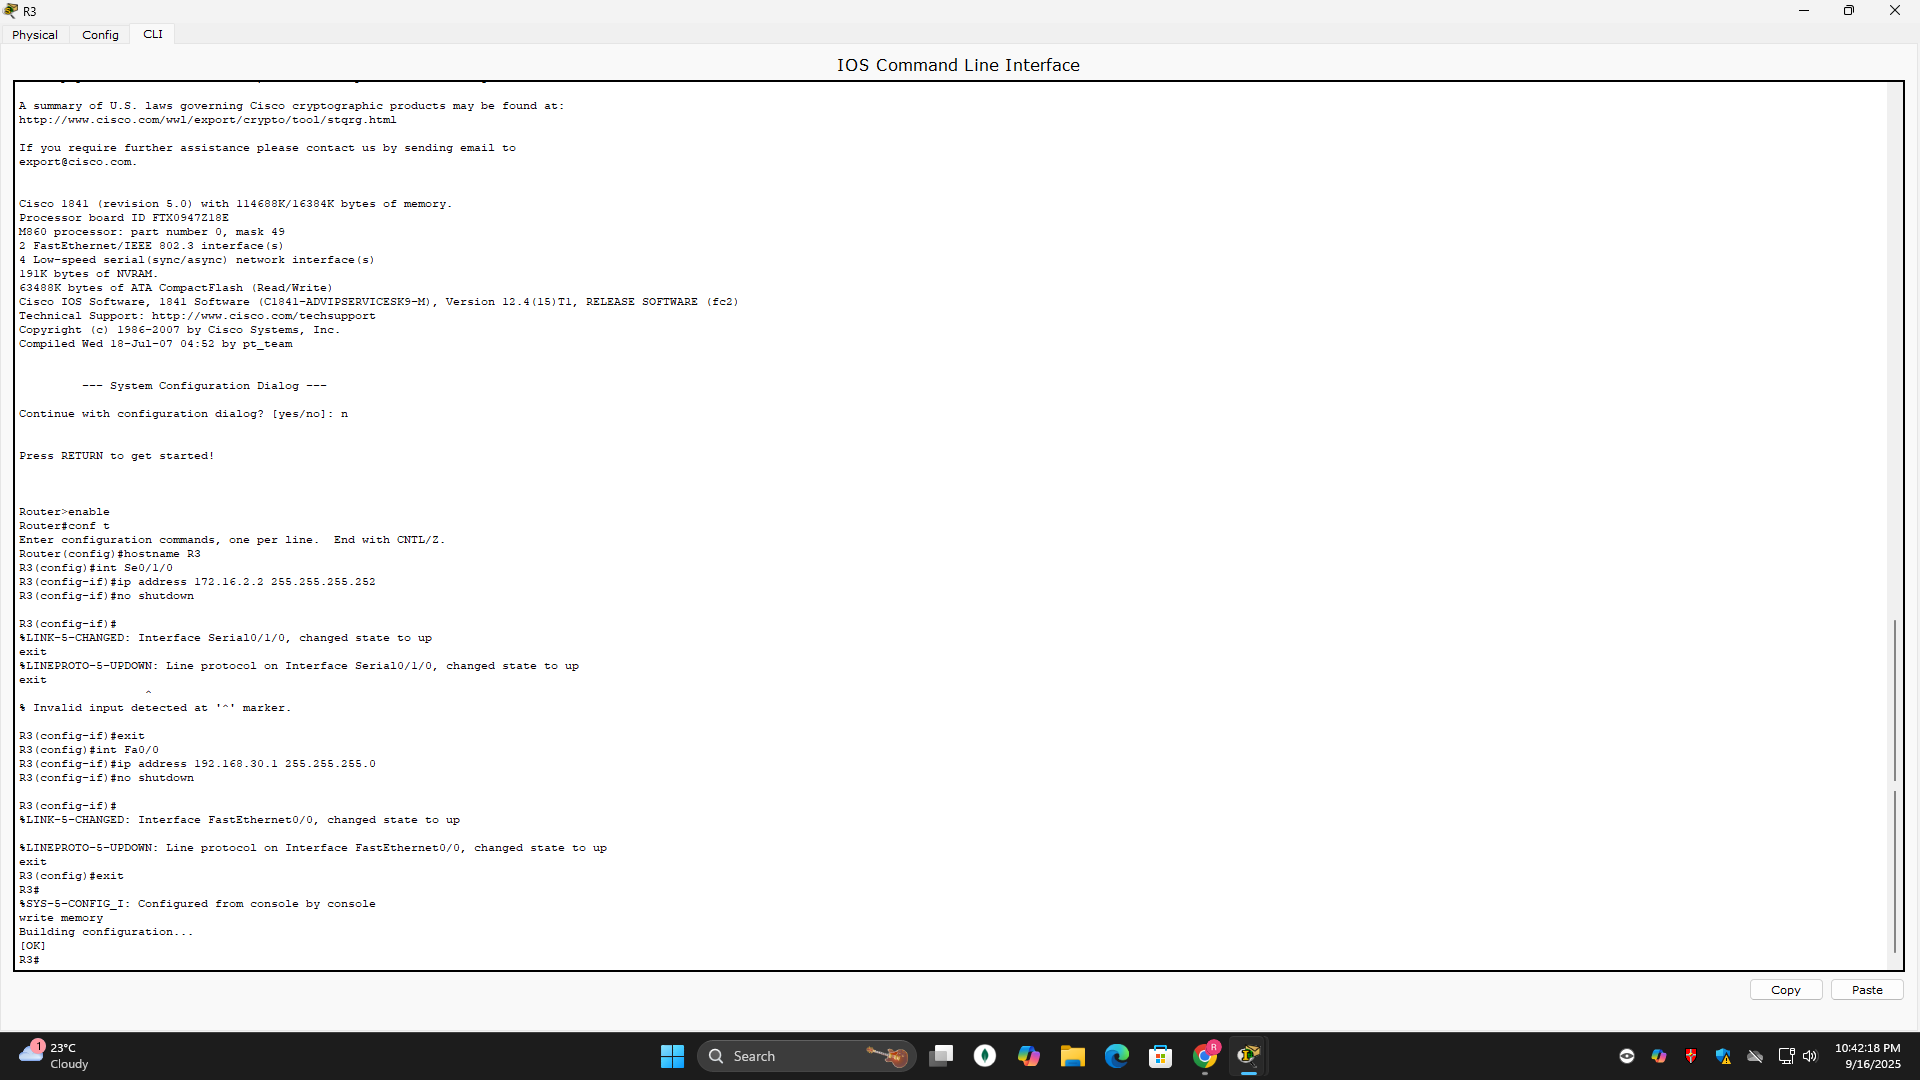 R3
Physical
Config
CLI
IOS Command Line Interface
A summary of U.S. laws governing Cisco cryptographic products may be found at:
http://www.cisco.com/wwl/export/crypto/tool/stqrg.html
If you require further assistance please contact us by sending email to
export@cisco.com.
Cisco 1841 (revision 5.0) with 114688K/16384K bytes of memory.
Processor board ID FTX0947Z18E
M860 processor: part number 0, mask 49
2 FastEthernet/IEEE 802.3 interface(s)
4 Low-speed serial(sync/async) network interface(s)
191K bytes of NVRAM.
63488K bytes of ATA CompactFlash (Read/Write)
Cisco IOS Software, 1841 Software (C1841-ADVIPSERVICESK9-M), Version 12.4(15)T1, RELEASE SOFTWARE (fc2)
Technical Support: http://www.cisco.com/techsupport
Copyright (c) 1986-2007 by Cisco Systems, Inc.
Compiled Wed 18-Jul-07 04:52 by pt_team
--- System Configuration Dialog ---
Continue with configuration dialog? [yes/no]: n
Press RETURN to get started!
Router>enable
Router#conf t
Enter configuration commands, one per line.  End with CNTL/Z.
Router(config)#hostname R3
R3(config)#int Se0/1/0
R3(config-if)#ip address 172.16.2.2 255.255.255.252
R3(config-if)#no shutdown
R3(config-if)#
%LINK-5-CHANGED: Interface Serial0/1/0, changed state to up
exit
%LINEPROTO-5-UPDOWN: Line protocol on Interface Serial0/1/0, changed state to up
exit
^
% Invalid input detected at '^' marker.
R3(config-if)#exit
R3(config)#int Fa0/0
R3(config-if)#ip address 192.168.30.1 255.255.255.0
R3(config-if)#no shutdown
R3(config-if)#
%LINK-5-CHANGED: Interface FastEthernet0/0, changed state to up
%LINEPROTO-5-UPDOWN: Line protocol on Interface FastEthernet0/0, changed state to up
exit
R3(config)#exit
R3#
%SYS-5-CONFIG_I: Configured from console by console
write memory
Building configuration...
[OK]
R3#
Copy
Paste
1
23°C
Cloudy
Search
R
10:42:18 PM
9/16/2025